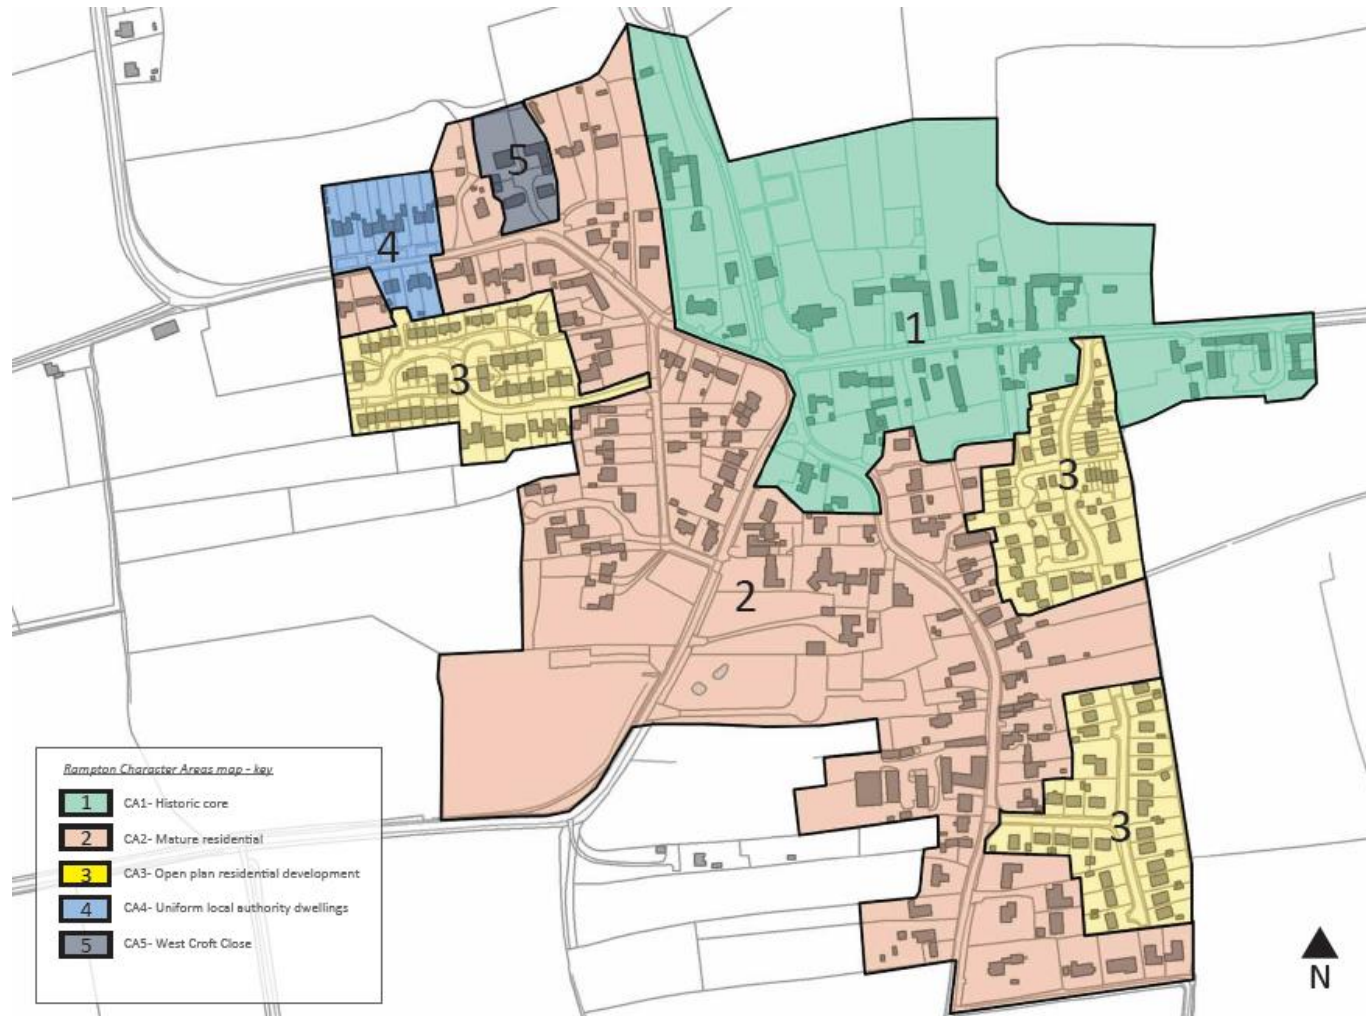 5
4
1
3
3
2
3
Rampton Character Areas map - key
1 CA1- Historic core
2 CA2- Mature residential
3 CA3- Open plan residential development
4 CA4- Uniform local authority dwellings
5 CA5- West Croft Close
N